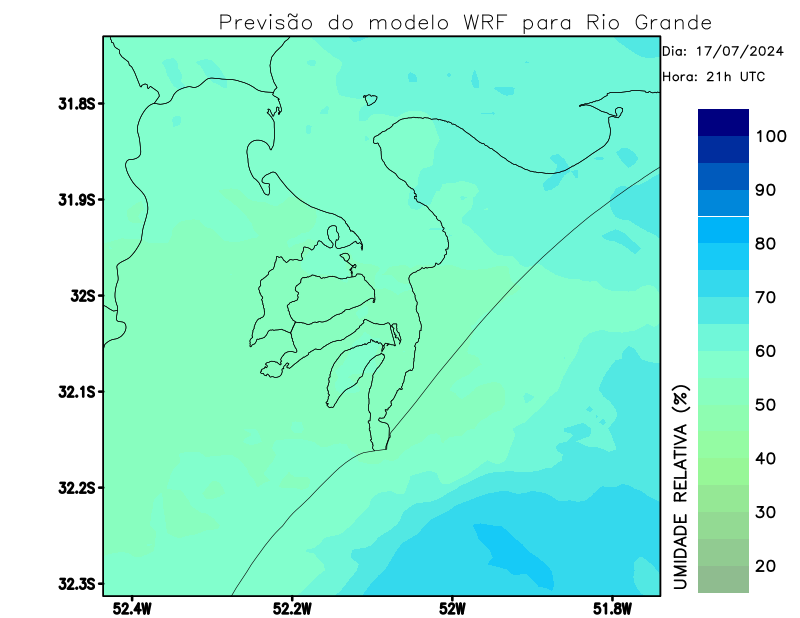 Previsão do modelo WRF para Rio Grande
Dia: 17/07/2024
Hora: 21h UTC
31.8S
31.9S
32S
32.1S
32.2S
32.3S
52.4W
52.2W
52W
51.8W
UMIDADE RELATIVA (%)
100
90
80
70
60
50
40
30
20